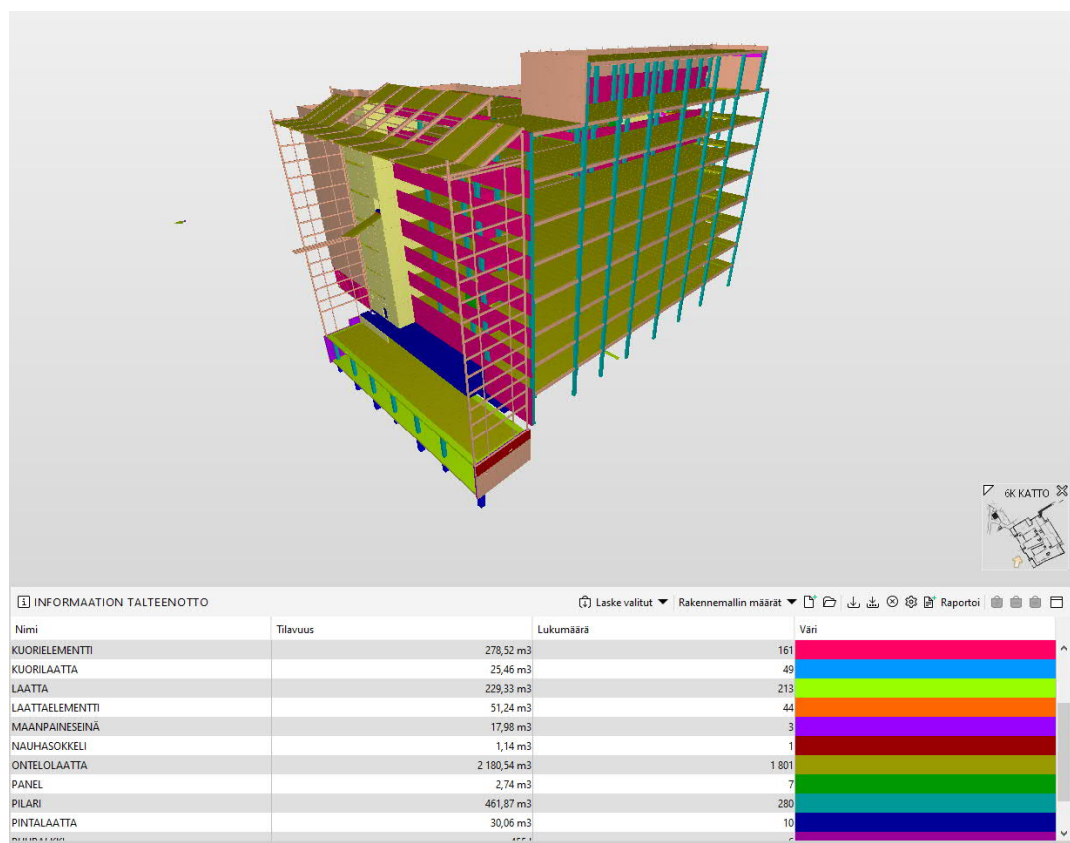 6K KATTO
INFORMAATION TALTEENOTTO Laske valitut Rakennemallin määrät Raportoi
Nimi Tilavuus Lukumäärä Väri
KUORIELEMENTTI 278,52 m3 161
KUORILAATTA 25,46 m3 49
LAATTA 229,33 m3 213
LAATTAELEMENTTI 51,24 m3 44
MAANPAINESEINÄ 17,98 m3 3
NAUHASOKKELI 1,14 m3 1
ONTELOLAATTA 2 180,54 m3 1 801
PANEL 2,74 m3 7
PILARI 461,87 m3 280
PINTALAATTA 30,06 m3 10